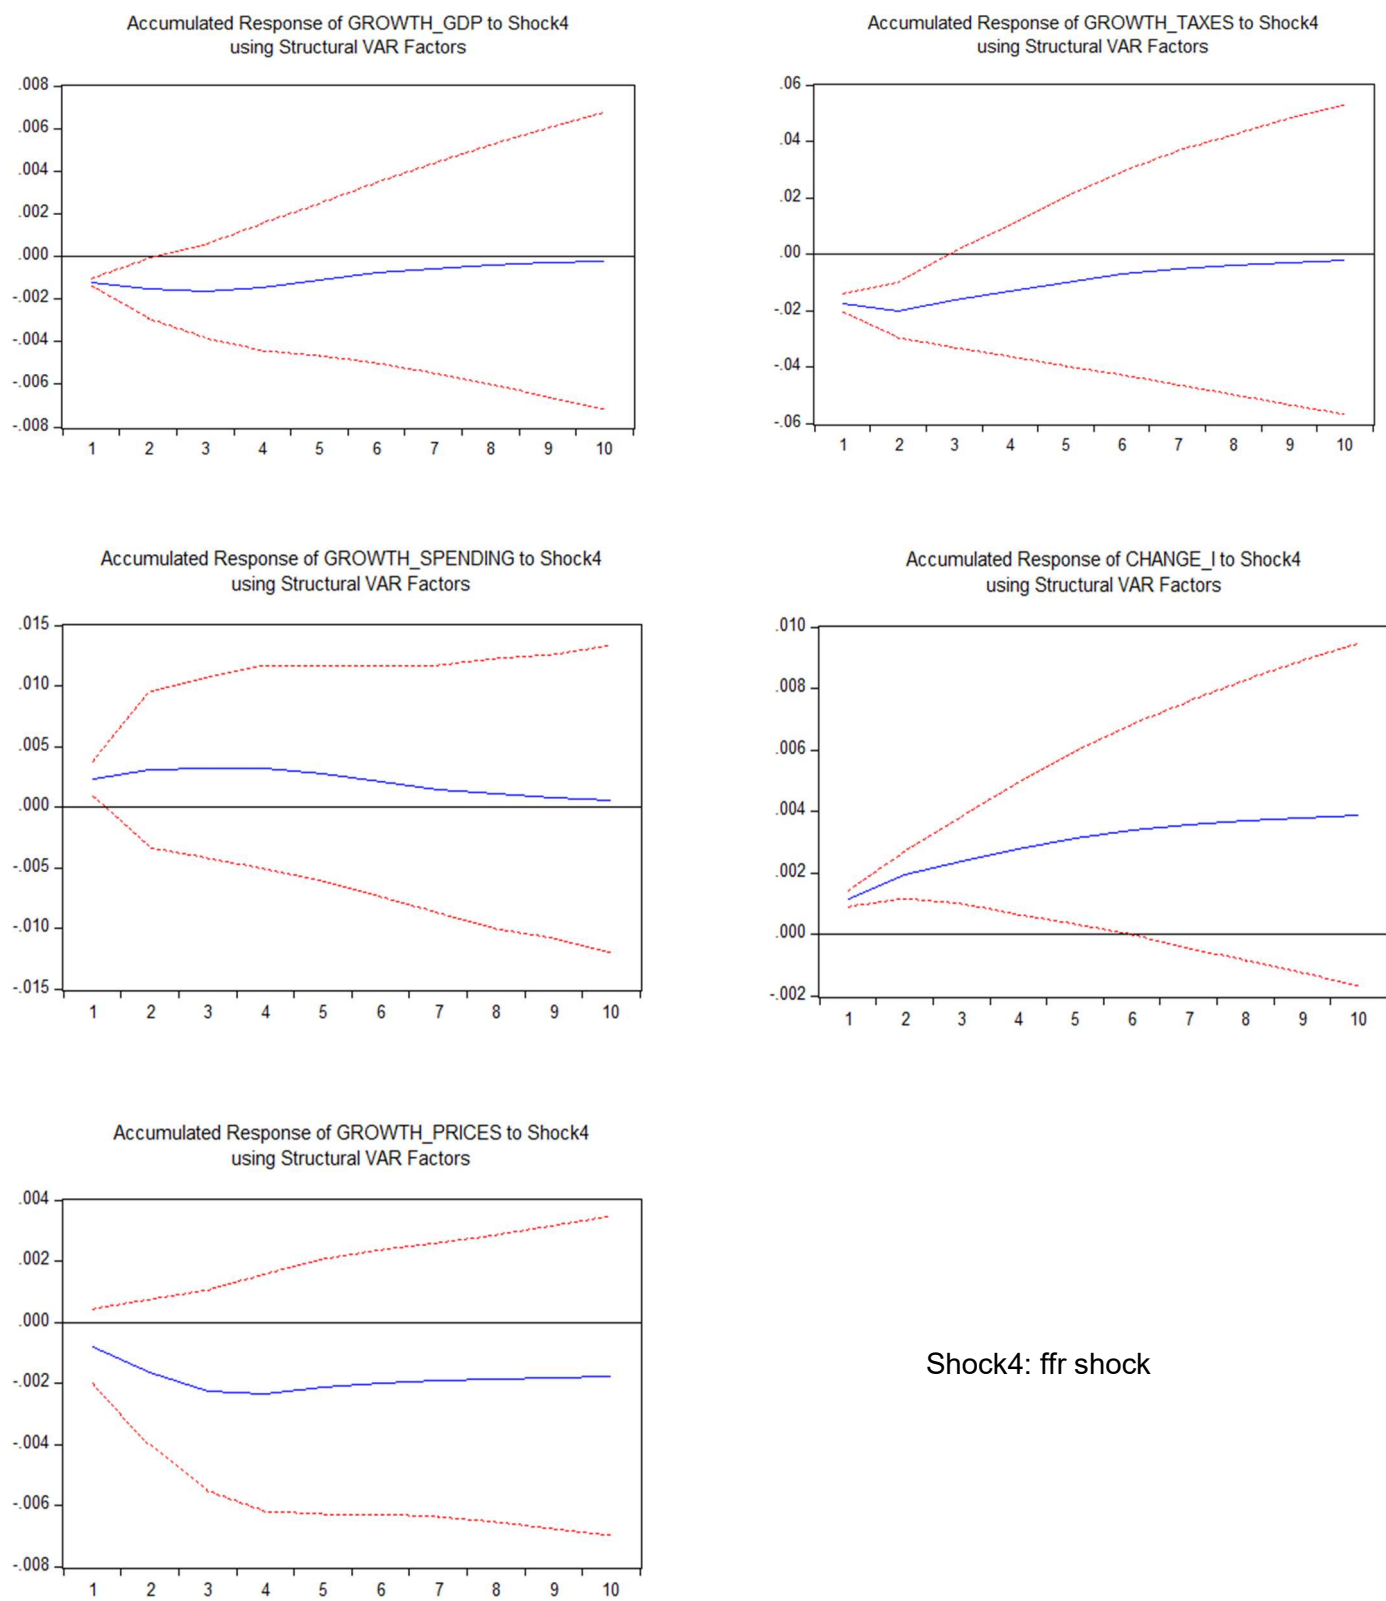 Accumulated Response of GROWTH_GDP to Shock4
using Structural VAR Factors
.008
.006
.004
.002
.000
-.002
-.004
-.006
-.008
1 2 3 4 5 6 7 8 9 10
Accumulated Response of GROWTH_TAXES to Shock4
using Structural VAR Factors
.06
.04
.02
.00
-.02
-.04
-.06
1 2 3 4 5 6 7 8 9 10
Accumulated Response of GROWTH_SPENDING to Shock4
using Structural VAR Factors
.015
.010
.005
.000
-.005
-.010
-.015
1 2 3 4 5 6 7 8 9 10
Accumulated Response of CHANGE_I to Shock4
using Structural VAR Factors
.010
.008
.006
.004
.002
.000
-.002
1 2 3 4 5 6 7 8 9 10
Accumulated Response of GROWTH_PRICES to Shock4
using Structural VAR Factors
.004
.002
.000
-.002
-.004
-.006
-.008
1 2 3 4 5 6 7 8 9 10
Shock4: ffr shock